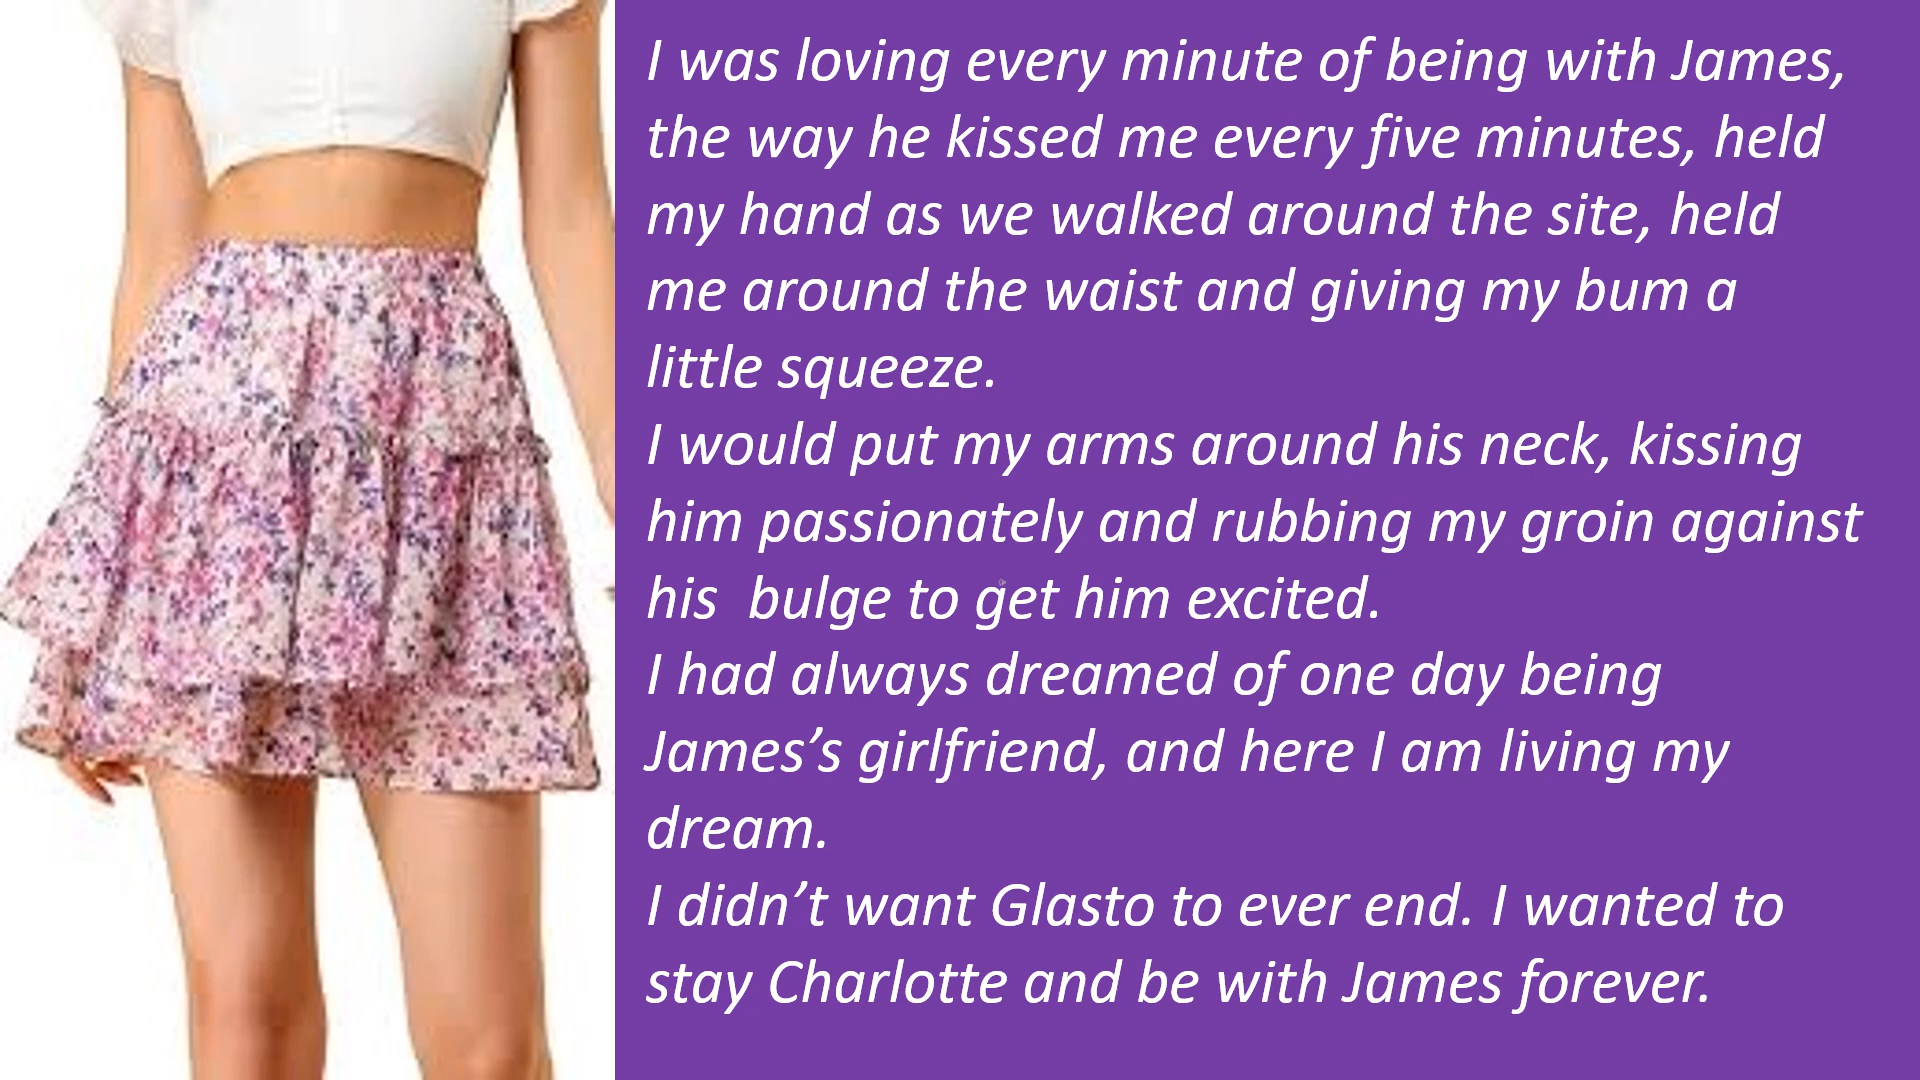 I was loving every minute of being with James,
the way he kissed me every five minutes, held
my hand as we walked around the site, held
me around the waist and giving my bum a
little squeeze.
I would put my arms around his neck, kissing
him passionately and rubbing my groin against
his  bulge to get him excited.
I had always dreamed of one day being
James’s girlfriend, and here I am living my
dream.
I didn’t want Glasto to ever end. I wanted to
stay Charlotte and be with James forever.